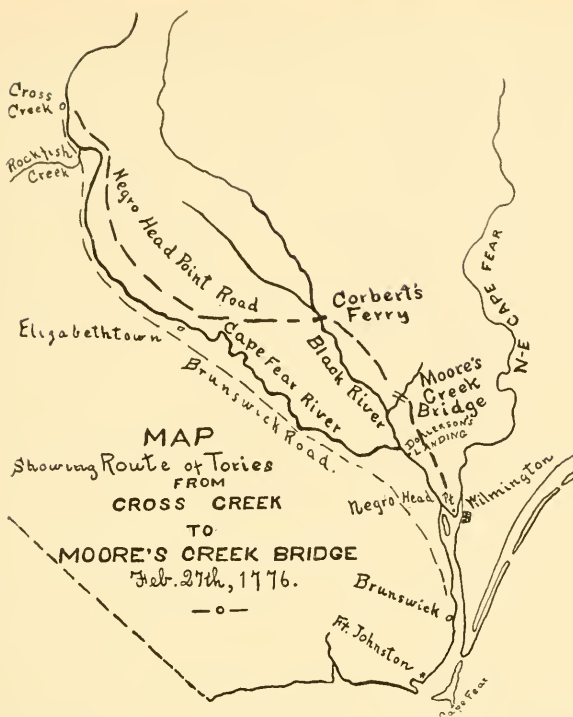 Cross
Creek
Rockfish
Creek
Negro Head Point Road
Corbert's
Ferry
N-E CAPE FEAR
Elizabethtown
Cape Fear River
Black River
Moore's
Creek
Bridge
Brunswick Road.
LANDING
MAP
Showing Route of Tories
FROM
CROSS CREEK
TO
MOORE'S CREEK BRIDGE
Feb. 27th, 1776.
Negro Head Pt.
Wilmington
Brunswick
Ft. Johnston
Cape Fear